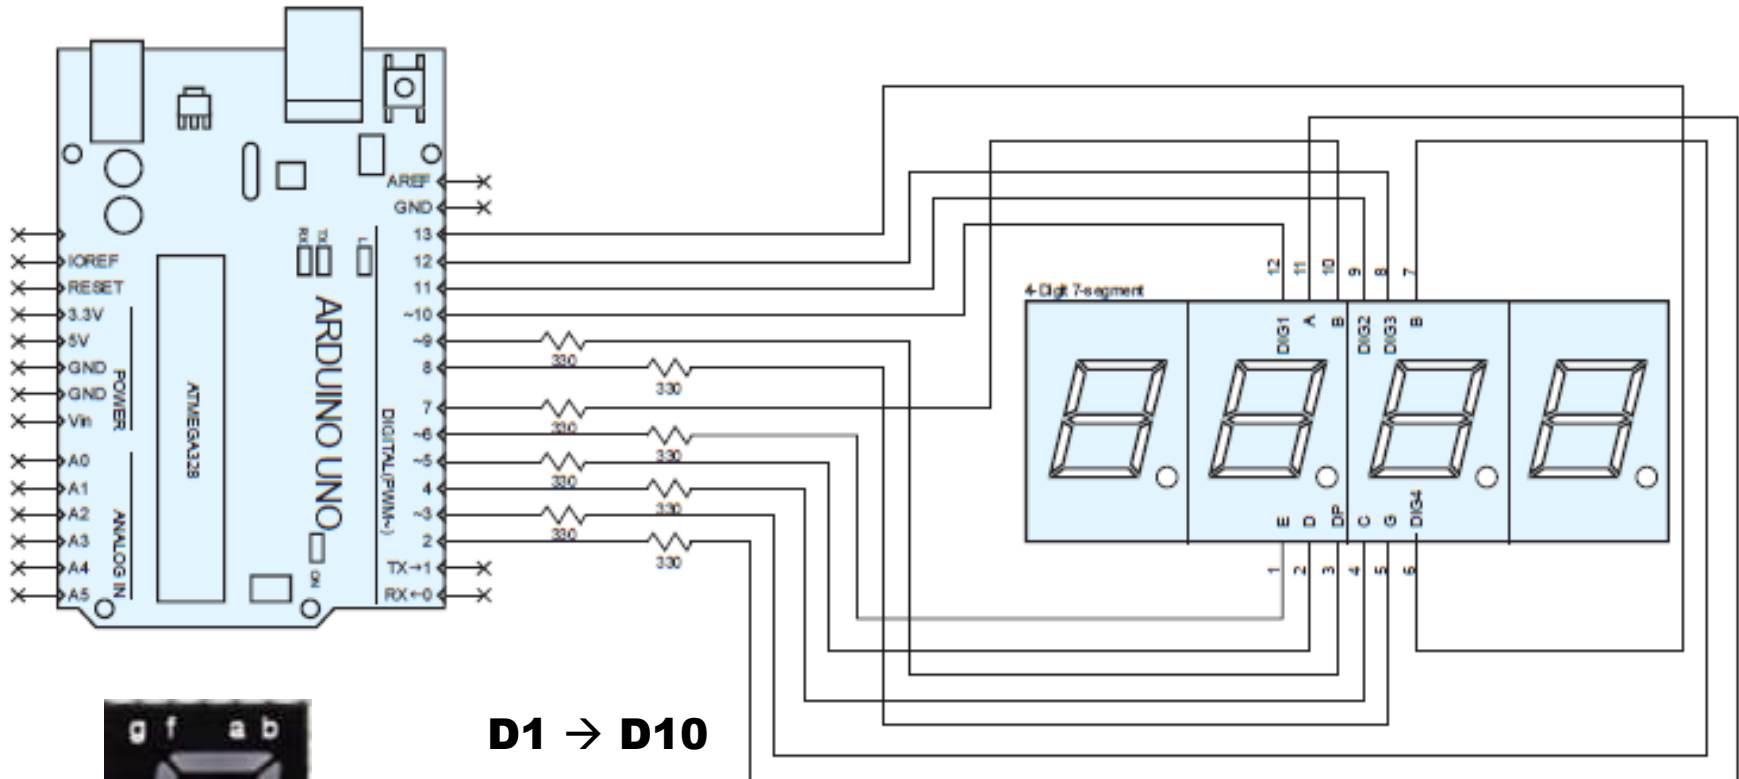 AREF
GND
13
12
11
~10
~9
8
7
~6
~5
4
~3
2
TX→1
RX←0
IOREF
RESET
3.3V
5V
GND
GND
Vin
A0
A1
A2
A3
A4
A5
POWER
ANALOG IN
ATMEGA328
ARDUINO UNO
DIGITAL (PWM~)
RX
TX
L
ON
330
330
330
330
330
330
330
330
4-Digit 7-segment
12 11 10 9 8 7
DIG1 A B DIG2 DIG3 B
E D DP C G DIG4
1 2 3 4 5 6
g f a b
D1 → D10